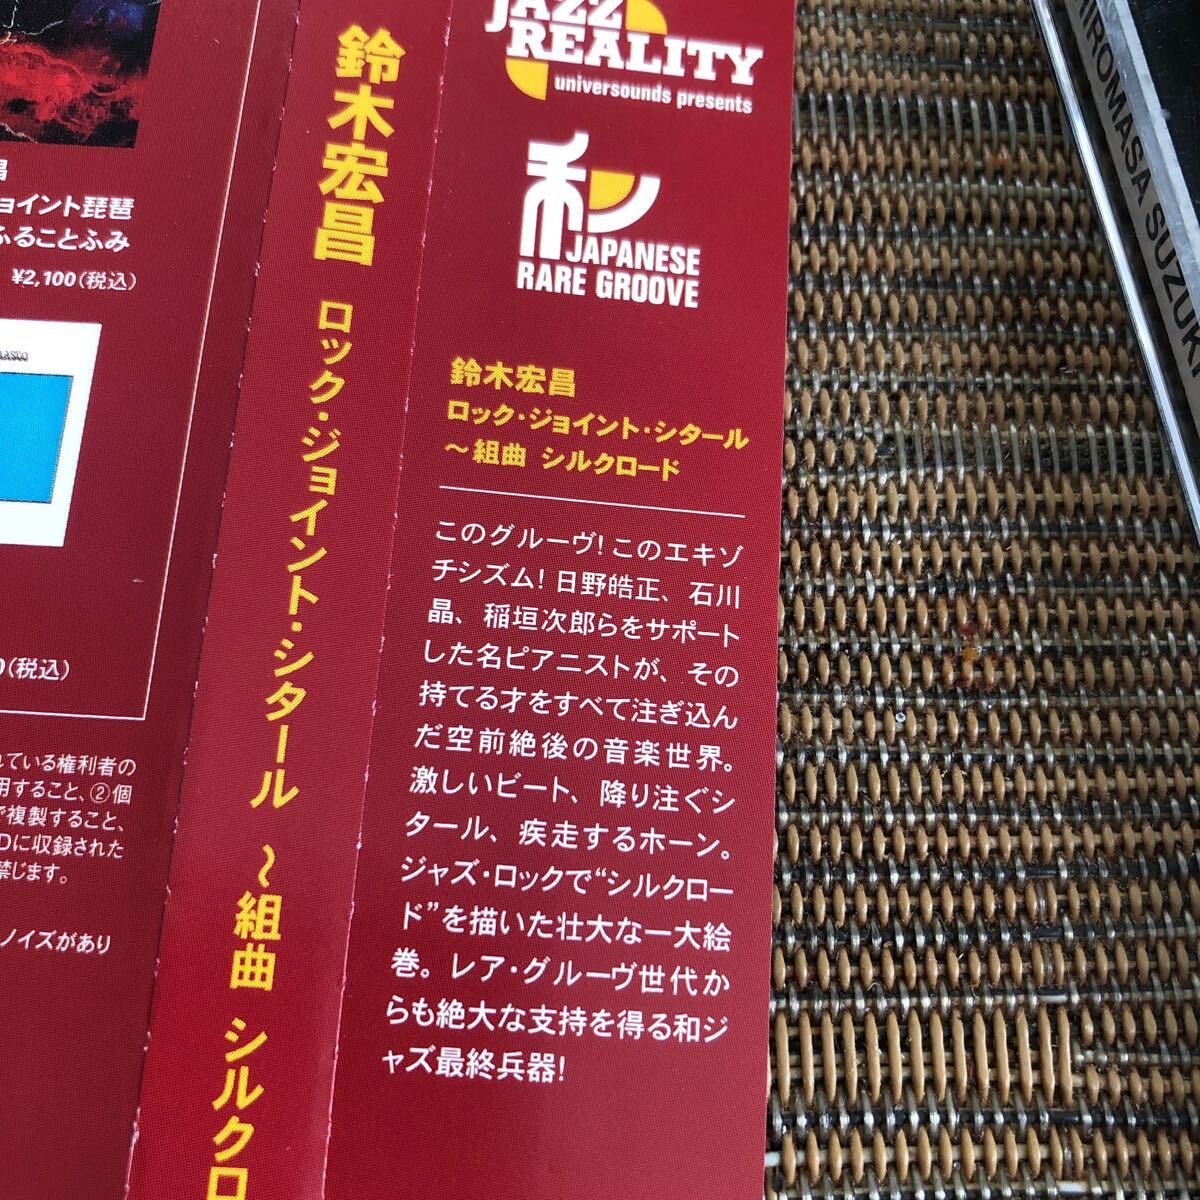 昌
ョイント琵琶
ふることふみ
¥2,100(税込)
(税込)
れている権利者の
用すること、②個
で複製すること、
Dに収録された
禁じます。
ノイズがあり
鈴木宏昌 ロック・ジョイント・シタール ～組曲 シルクロ
JAZZ
REALITY
universounds presents
和
JAPANESE
RARE GROOVE
鈴木宏昌
ロック・ジョイント・シタール
～組曲 シルクロード
このグルーヴ!このエキゾ
チシズム!日野皓正、石川
晶、稲垣次郎らをサポート
した名ピアニストが、その
持てる才をすべて注ぎ込ん
だ空前絶後の音楽世界。
激しいビート、降り注ぐシ
タール、疾走するホーン。
ジャズ・ロックで“シルクロー
ド”を描いた壮大な一大絵
巻。レア・グルーヴ世代か
らも絶大な支持を得る和ジ
ャズ最終兵器!
HIROMASA SUZUKI